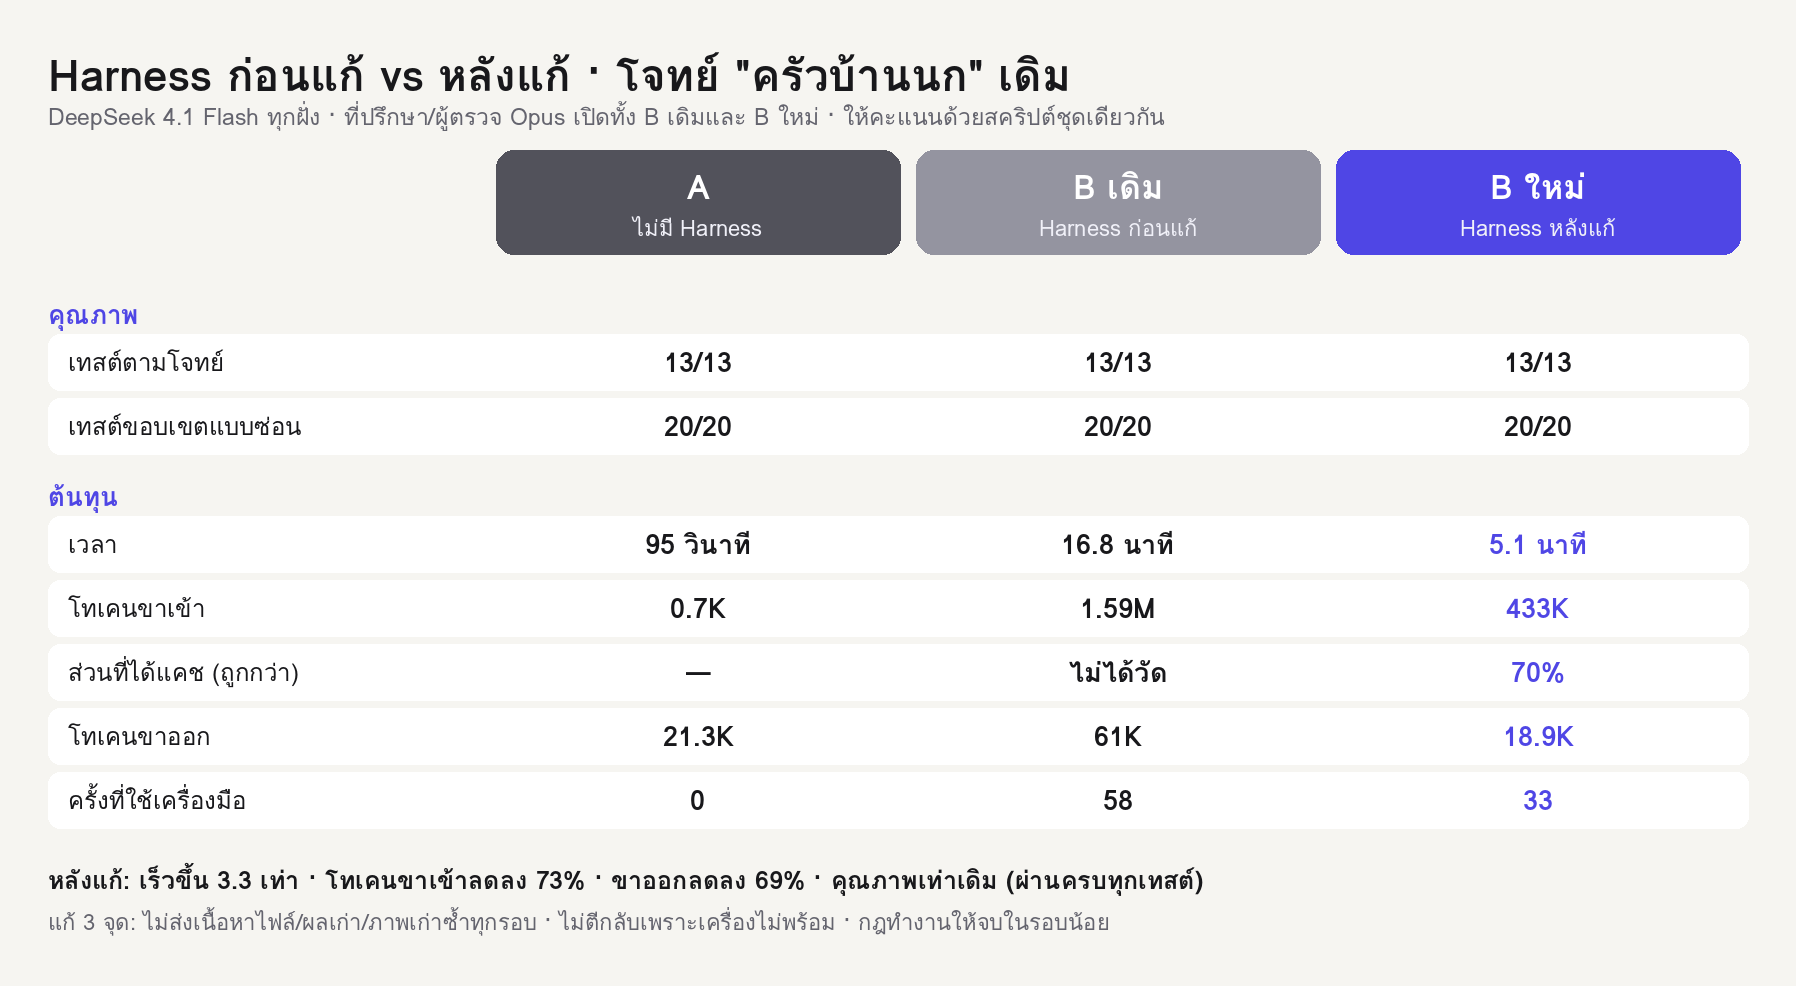 Harness ก่อนแก้ vs หลังแก้ · โจทย์ "ครัวบ้านนก" เดิม
DeepSeek 4.1 Flash ทุกฝั่ง · ที่ปรึกษา/ผู้ตรวจ Opus เปิดทั้ง B เดิมและ B ใหม่ · ให้คะแนนด้วยสคริปต์ชุดเดียวกัน
A B เดิม B ใหม่
ไม่มี Harness Harness ก่อนแก้ Harness หลังแก้
คุณภาพ
เทสต์ตามโจทย์ 13/13 13/13 13/13
เทสต์ขอบเขตแบบซ่อน 20/20 20/20 20/20
ต้นทุน
เวลา 95 วินาที 16.8 นาที 5.1 นาที
โทเคนขาเข้า 0.7K 1.59M 433K
ส่วนที่ได้แคช (ถูกกว่า) — ไม่ได้วัด 70%
โทเคนขาออก 21.3K 61K 18.9K
ครั้งที่ใช้เครื่องมือ 0 58 33
หลังแก้: เร็วขึ้น 3.3 เท่า · โทเคนขาเข้าลดลง 73% · ขาออกลดลง 69% · คุณภาพเท่าเดิม (ผ่านครบทุกเทสต์)
แก้ 3 จุด: ไม่ส่งเนื้อหาไฟล์/ผลเก่า/ภาพเก่าซ้ำทุกรอบ · ไม่ตีกลับเพราะเครื่องไม่พร้อม · กฎทำงานให้จบในรอบน้อย